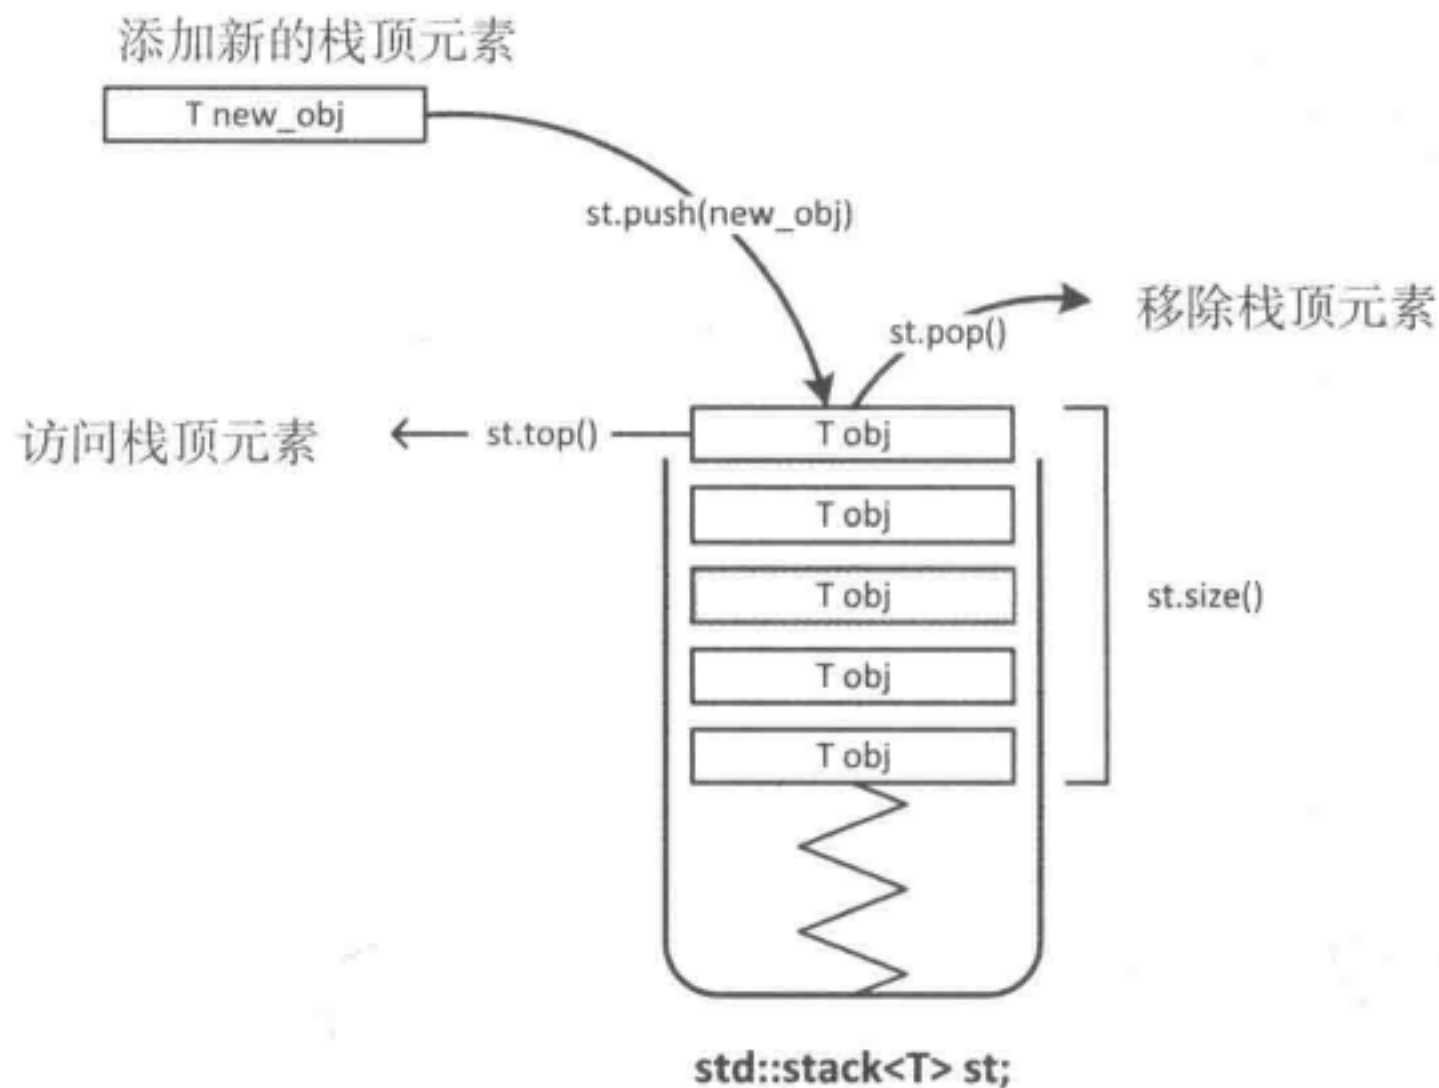 添加新的栈顶元素
T new_obj
st.push(new_obj)
st.pop()
移除栈顶元素
访问栈顶元素
st.top()
T obj
T obj
T obj
T obj
T obj
st.size()
std::stack<T> st;